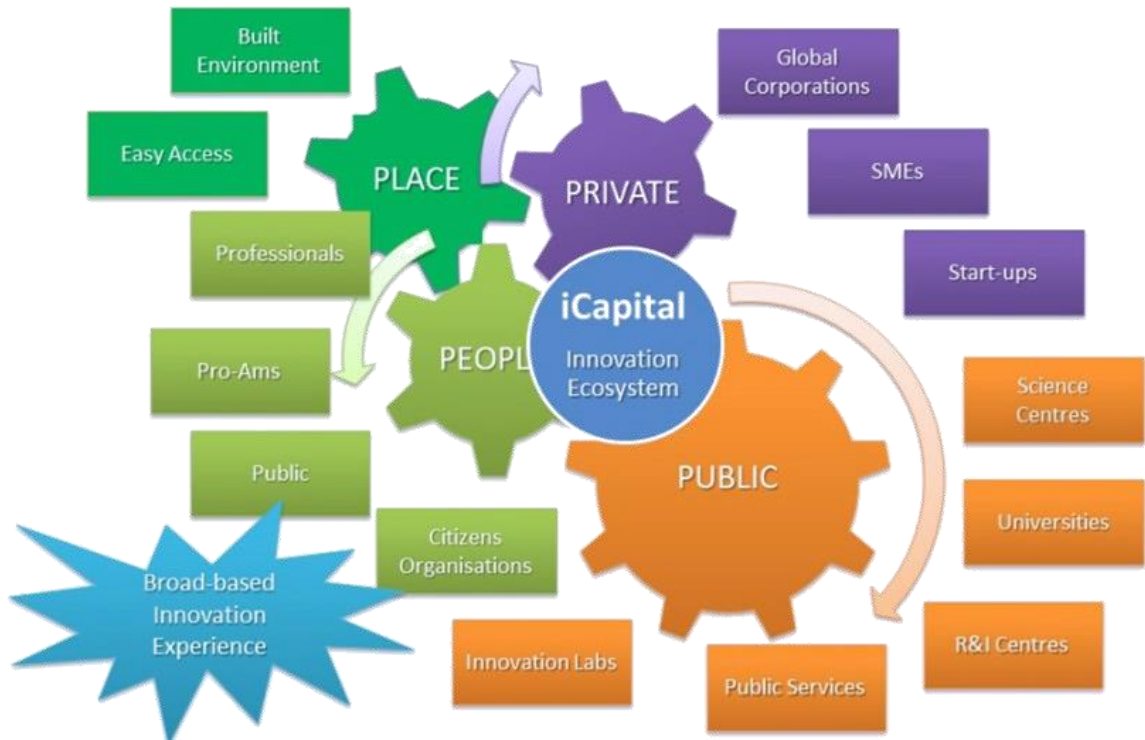 Built
Environment
Easy Access
PLACE
PRIVATE
Global
Corporations
SMEs
Start-ups
Professionals
Pro-Ams
Public
Citizens
Organisations
PEOPL
iCapital
Innovation
Ecosystem
PUBLIC
Science
Centres
Universities
R&I Centres
Public Services
Innovation Labs
Broad-based
Innovation
Experience